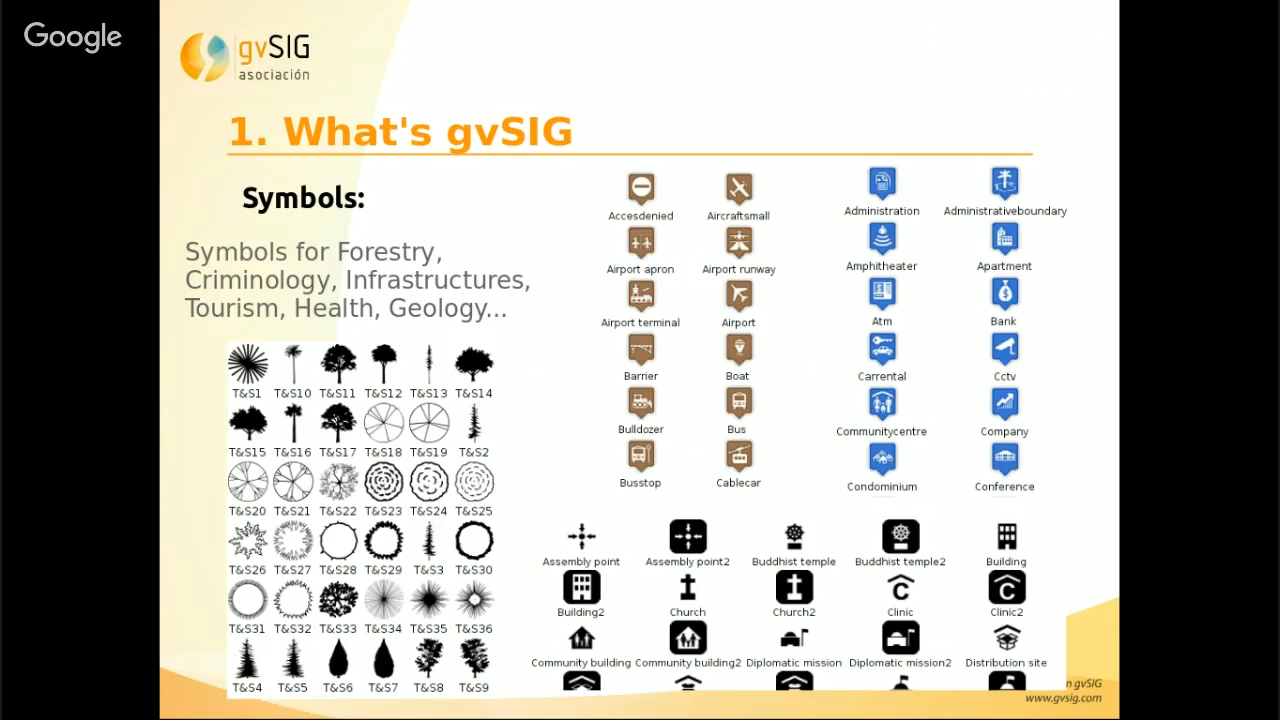 Google
gvSIG
asociación
1. What's gvSIG
Symbols:
Symbols for Forestry,
Criminology, Infrastructures,
Tourism, Health, Geology...
T&S1 T&S10 T&S11 T&S12 T&S13 T&S14
T&S15 T&S16 T&S17 T&S18 T&S19 T&S2
T&S20 T&S21 T&S22 T&S23 T&S24 T&S25
T&S26 T&S27 T&S28 T&S29 T&S3 T&S30
T&S31 T&S32 T&S33 T&S34 T&S35 T&S36
T&S4 T&S5 T&S6 T&S7 T&S8 T&S9
Accesdenied Aircraftsmall
Airport apron Airport runway
Airport terminal Airport
Barrier Boat
Bulldozer Bus
Busstop Cablecar
Administration Administrativeboundary
Amphitheater Apartment
Atm Bank
Carrental Cctv
Communitycentre Company
Condominium Conference
Assembly point Assembly point2 Buddhist temple Buddhist temple2 Building
Building2 Church Church2 Clinic Clinic2
Community building Community building2 Diplomatic mission Diplomatic mission2 Distribution site
n gvSIG
www.gvsig.com